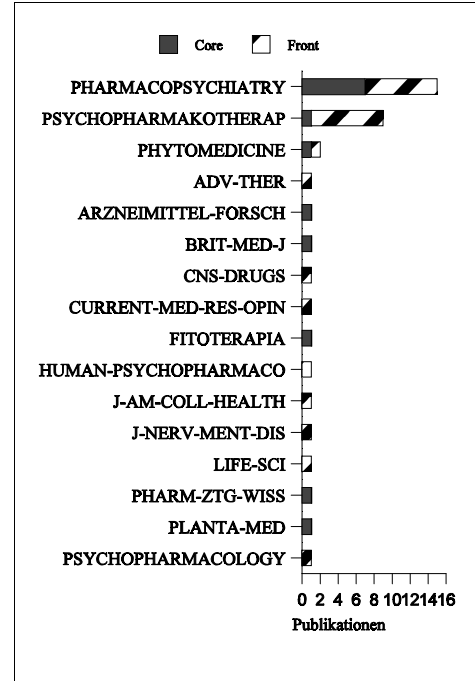 Core Front
PHARMACOPSYCHIATRY
PSYCHOPHARMAKOTHERAP
PHYTOMEDICINE
ADV-THER
ARZNEIMITTEL-FORSCH
BRIT-MED-J
CNS-DRUGS
CURRENT-MED-RES-OPIN
FITOTERAPIA
HUMAN-PSYCHOPHARMACO
J-AM-COLL-HEALTH
J-NERV-MENT-DIS
LIFE-SCI
PHARM-ZTG-WISS
PLANTA-MED
PSYCHOPHARMACOLOGY
0 2 4 6 8 10 12 14 16
Publikationen